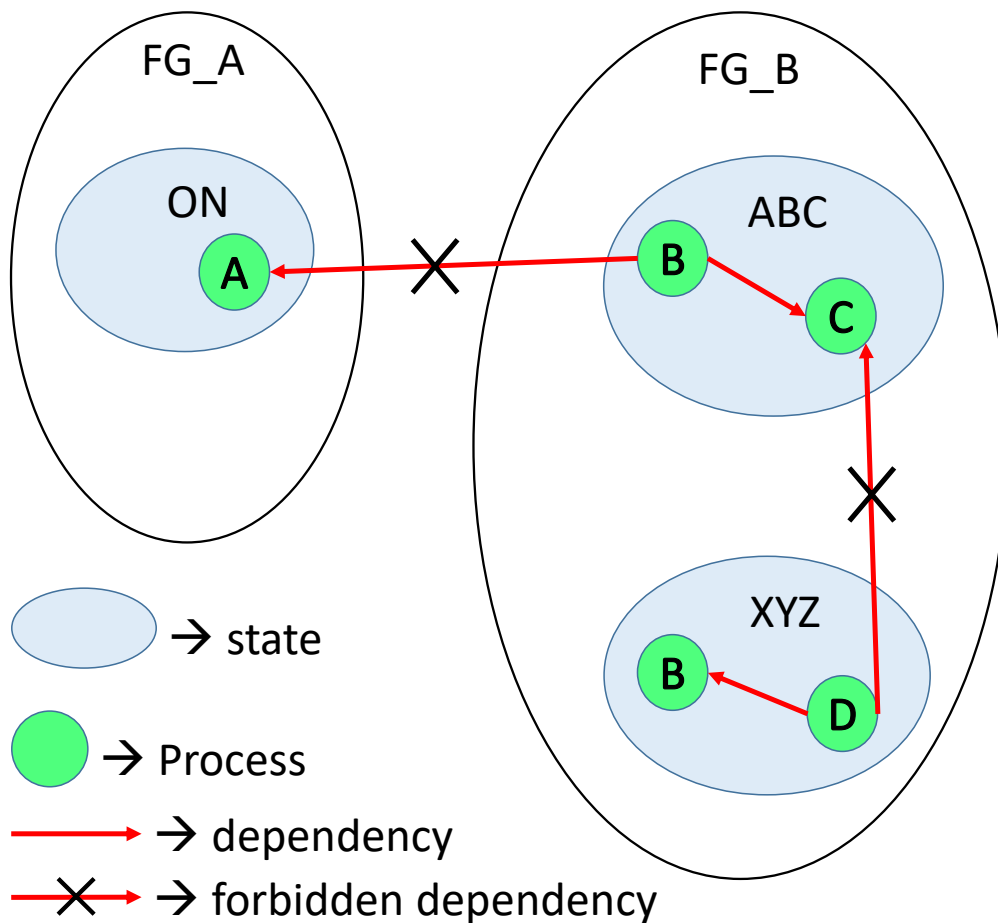 FG_A
FG_B
ON
ABC
A
B
C
XYZ
B
D
→ state
→ Process
→ dependency
→ forbidden dependency